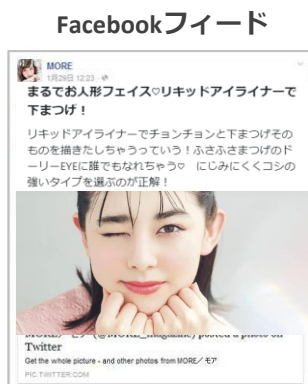 Facebookフィード
MORE
1月29日 12:23 ·
まるでお人形フェイス♡リキッドアイライナーで
下まつげ！
リキッドアイライナーでチョンチョンと下まつげその
ものを描きたしちゃうっていう！ふさふさまつげのド
ーリーEYEに誰でもなれちゃう♡　にじみにくくコシの
強いタイプを選ぶのが正解！
MORE／ モア (@MORE_magazine) posted a photo on
Twitter
Get the whole picture - and other photos from MORE／ モア
PIC.TWITTER.COM